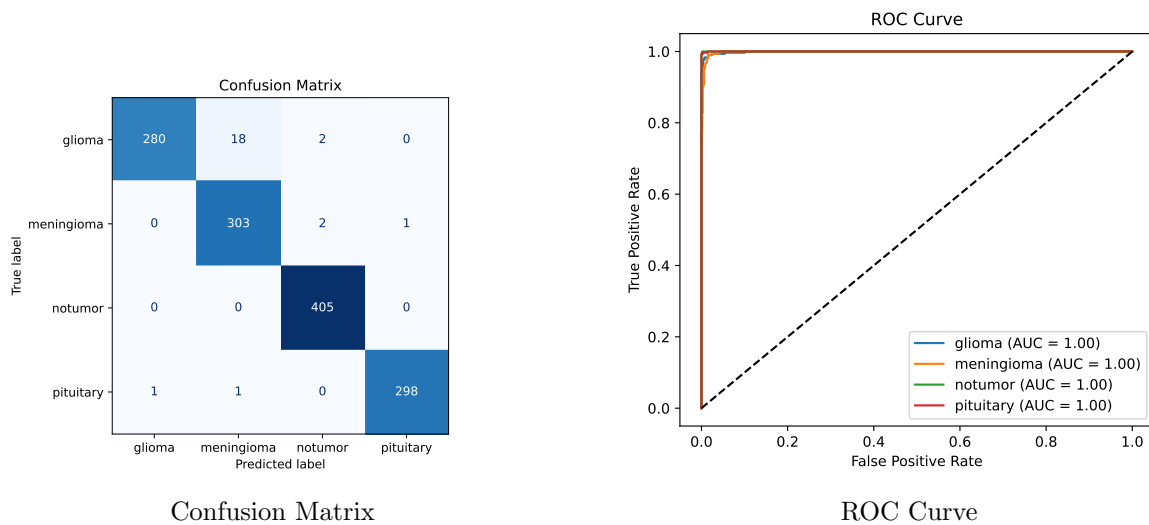 Confusion Matrix
True label
glioma 280 18 2 0
meningioma 0 303 2 1
notumor 0 0 405 0
pituitary 1 1 0 298
glioma meningioma notumor pituitary
Predicted label
Confusion Matrix
ROC Curve
True Positive Rate
1.0
0.8
0.6
0.4
0.2
0.0
glioma (AUC = 1.00)
meningioma (AUC = 1.00)
notumor (AUC = 1.00)
pituitary (AUC = 1.00)
0.0 0.2 0.4 0.6 0.8 1.0
False Positive Rate
ROC Curve